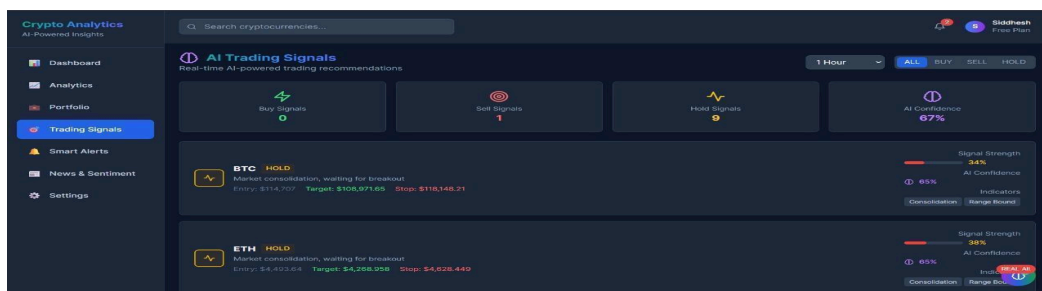 Crypto Analytics
AI-Powered Insights
Search cryptocurrencies...
2
S
Siddhesh
Free Plan
Dashboard
Analytics
Portfolio
Trading Signals
Smart Alerts
News & Sentiment
Settings
AI Trading Signals
Real-time AI-powered trading recommendations
1 Hour
ALL BUY SELL HOLD
Buy Signals
0
Sell Signals
1
Hold Signals
9
AI Confidence
67%
BTC HOLD
Market consolidation, waiting for breakout
Entry: $114,707 Target: $108,971.65 Stop: $118,148.21
Signal Strength
34%
AI Confidence
65%
Indicators
Consolidation Range Bound
ETH HOLD
Market consolidation, waiting for breakout
Entry: $4,493.64 Target: $4,268.958 Stop: $4,628.449
Signal Strength
38%
AI Confidence
65%
Consolidation Range